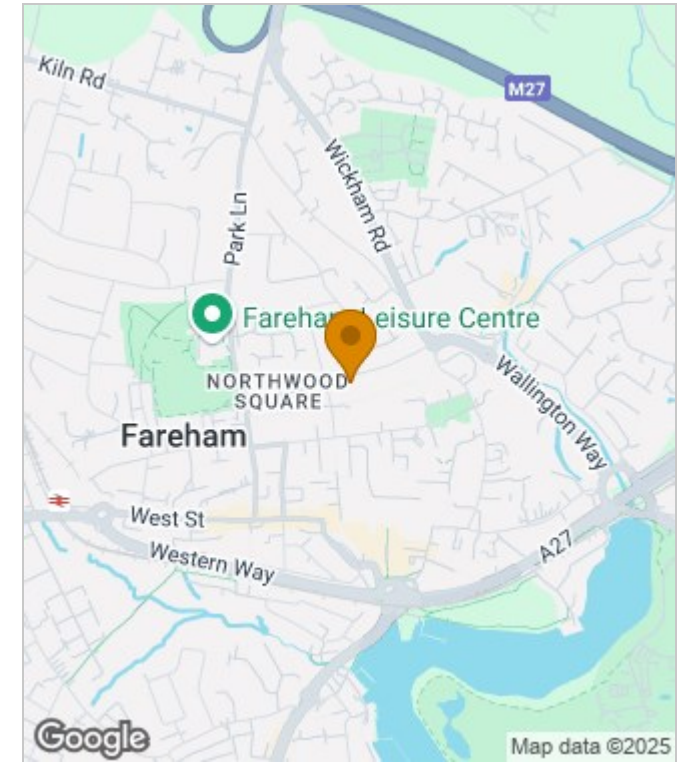 Kiln Rd
M27
Wickham Rd
Park Ln
Fareham Leisure Centre
NORTHWOOD
SQUARE
Wallington Way
Fareham
West St
A27
Western Way
Google
Map data ©2025